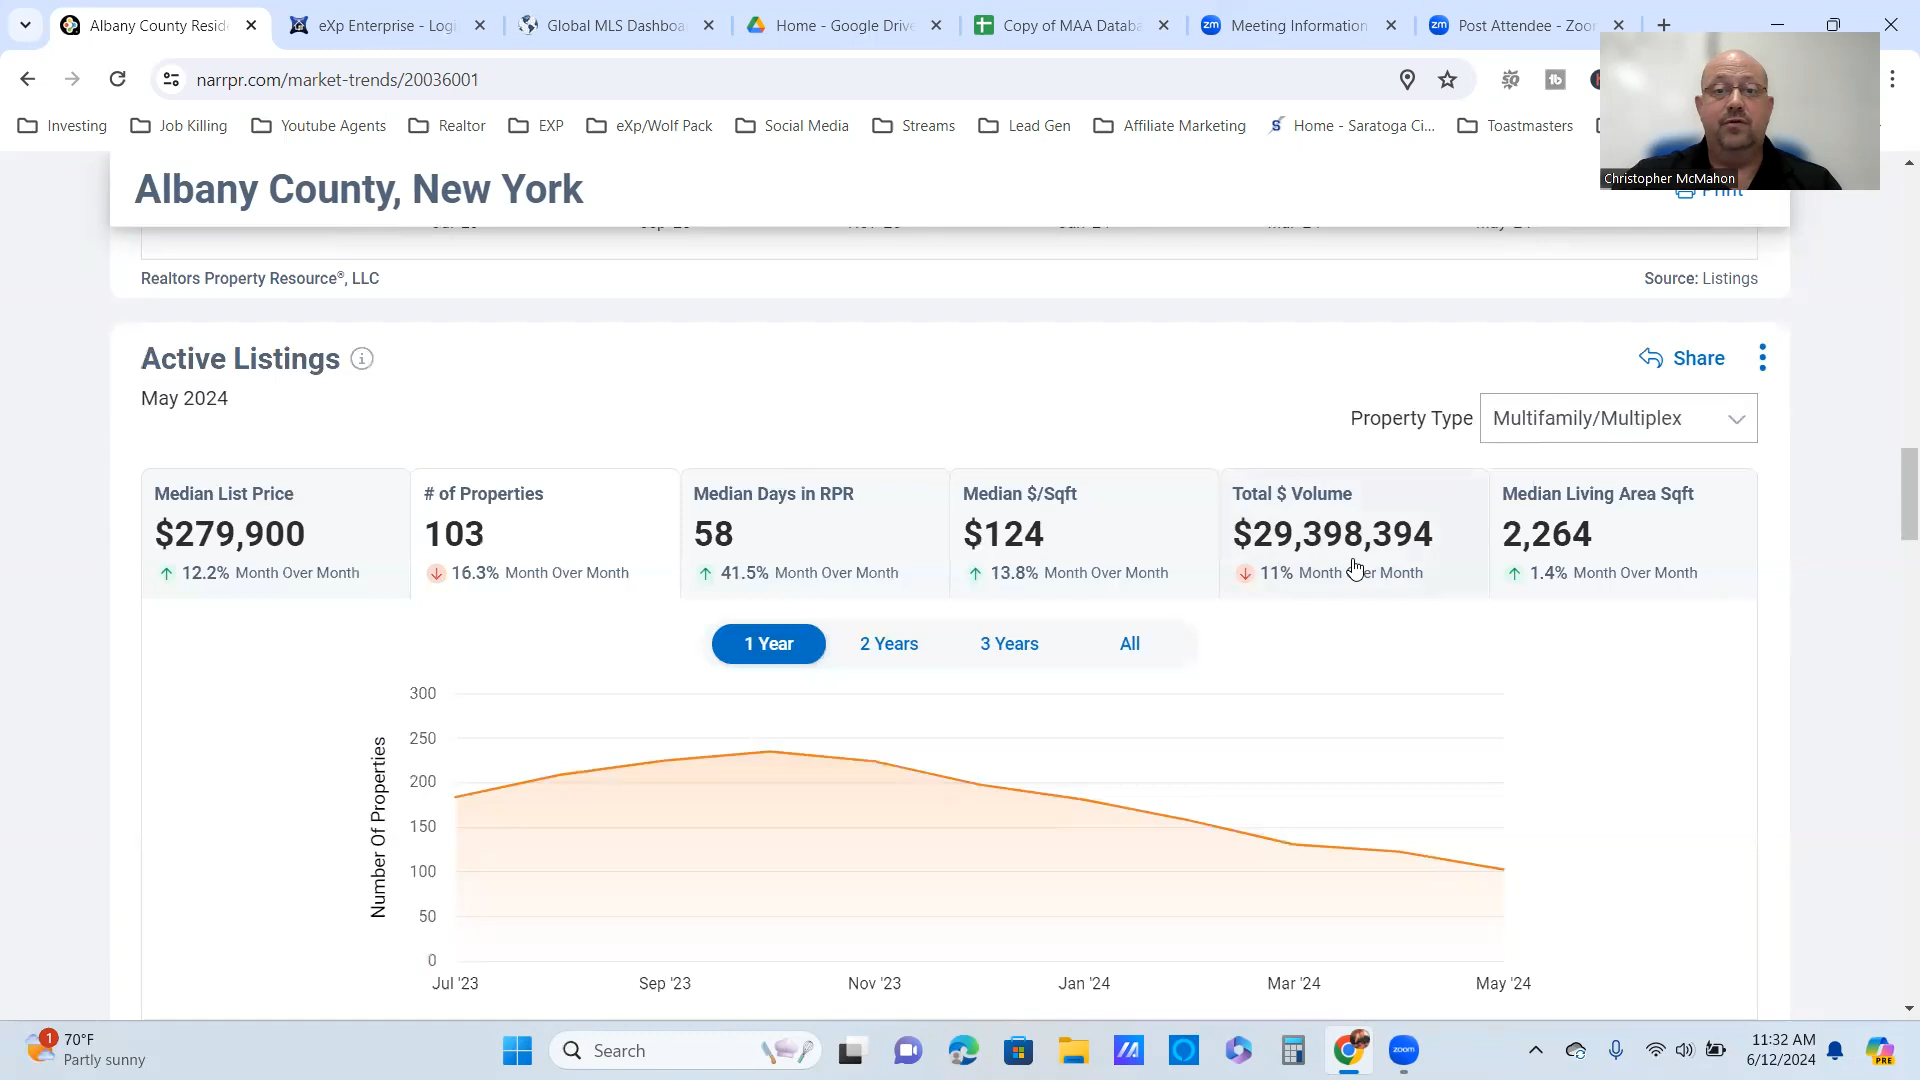 Albany County Reside
eXp Enterprise - Logi
Global MLS Dashboa
Home - Google Drive
Copy of MAA Databa
Meeting Information
Post Attendee - Zoo
narrpr.com/market-trends/20036001
Investing
Job Killing
Youtube Agents
Realtor
EXP
eXp/Wolf Pack
Social Media
Streams
Lead Gen
Affiliate Marketing
Home - Saratoga Ci...
Toastmasters
Christopher McMahon
Albany County, New York
Print
Realtors Property Resource®, LLC
Source: Listings
Active Listings
Share
May 2024
Property Type
Multifamily/Multiplex
Median List Price
$279,900
12.2% Month Over Month
# of Properties
103
16.3% Month Over Month
Median Days in RPR
58
41.5% Month Over Month
Median $/Sqft
$124
13.8% Month Over Month
Total $ Volume
$29,398,394
11% Month Over Month
Median Living Area Sqft
2,264
1.4% Month Over Month
1 Year
2 Years
3 Years
All
Number Of Properties
300
250
200
150
100
50
0
Jul '23
Sep '23
Nov '23
Jan '24
Mar '24
May '24
1
70°F
Partly sunny
Search
zoom
PRE
11:32 AM
6/12/2024